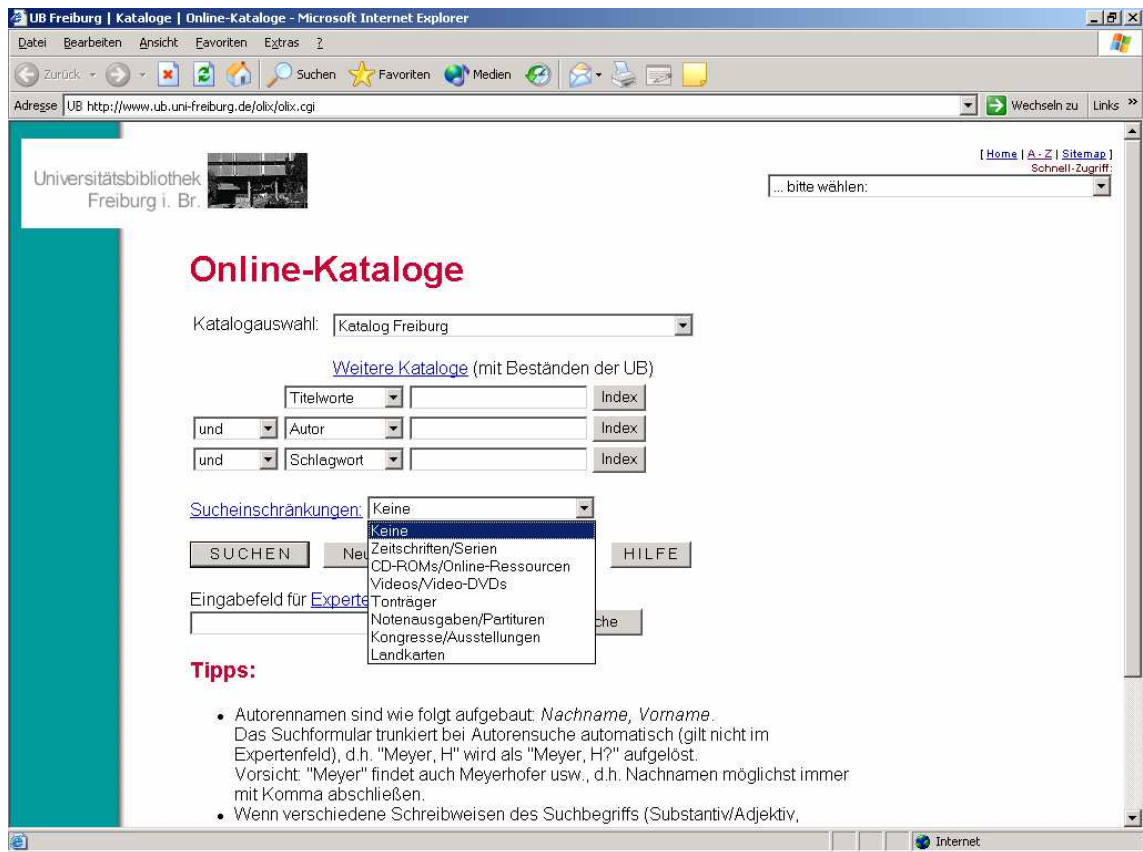 UB Freiburg | Kataloge | Online-Kataloge - Microsoft Internet Explorer
Datei Bearbeiten Ansicht Favoriten Extras ?
Zurück Suchen Favoriten Medien
Adresse UB http://www.ub.uni-freiburg.de/olix/olix.cgi Wechseln zu Links »
[ Home | A - Z | Sitemap ]
Schnell-Zugriff:
... bitte wählen:
Universitätsbibliothek
Freiburg i. Br.
Online-Kataloge
Katalogauswahl: Katalog Freiburg
Weitere Kataloge (mit Beständen der UB)
Titelworte Index
und Autor Index
und Schlagwort Index
Sucheinschränkungen: Keine
Keine
Zeitschriften/Serien
CD-ROMs/Online-Ressourcen
Videos/Video-DVDs
Tonträger
Notenausgaben/Partituren
Kongresse/Ausstellungen
Landkarten
SUCHEN Neu HILFE
Eingabefeld für Experte
che
Tipps:
• Autorennamen sind wie folgt aufgebaut: Nachname, Vorname.
Das Suchformular trunkiert bei Autorensuche automatisch (gilt nicht im
Expertenfeld), d.h. "Meyer, H" wird als "Meyer, H?" aufgelöst.
Vorsicht: "Meyer" findet auch Meyerhofer usw., d.h. Nachnamen möglichst immer
mit Komma abschließen.
• Wenn verschiedene Schreibweisen des Suchbegriffs (Substantiv/Adjektiv,
Internet